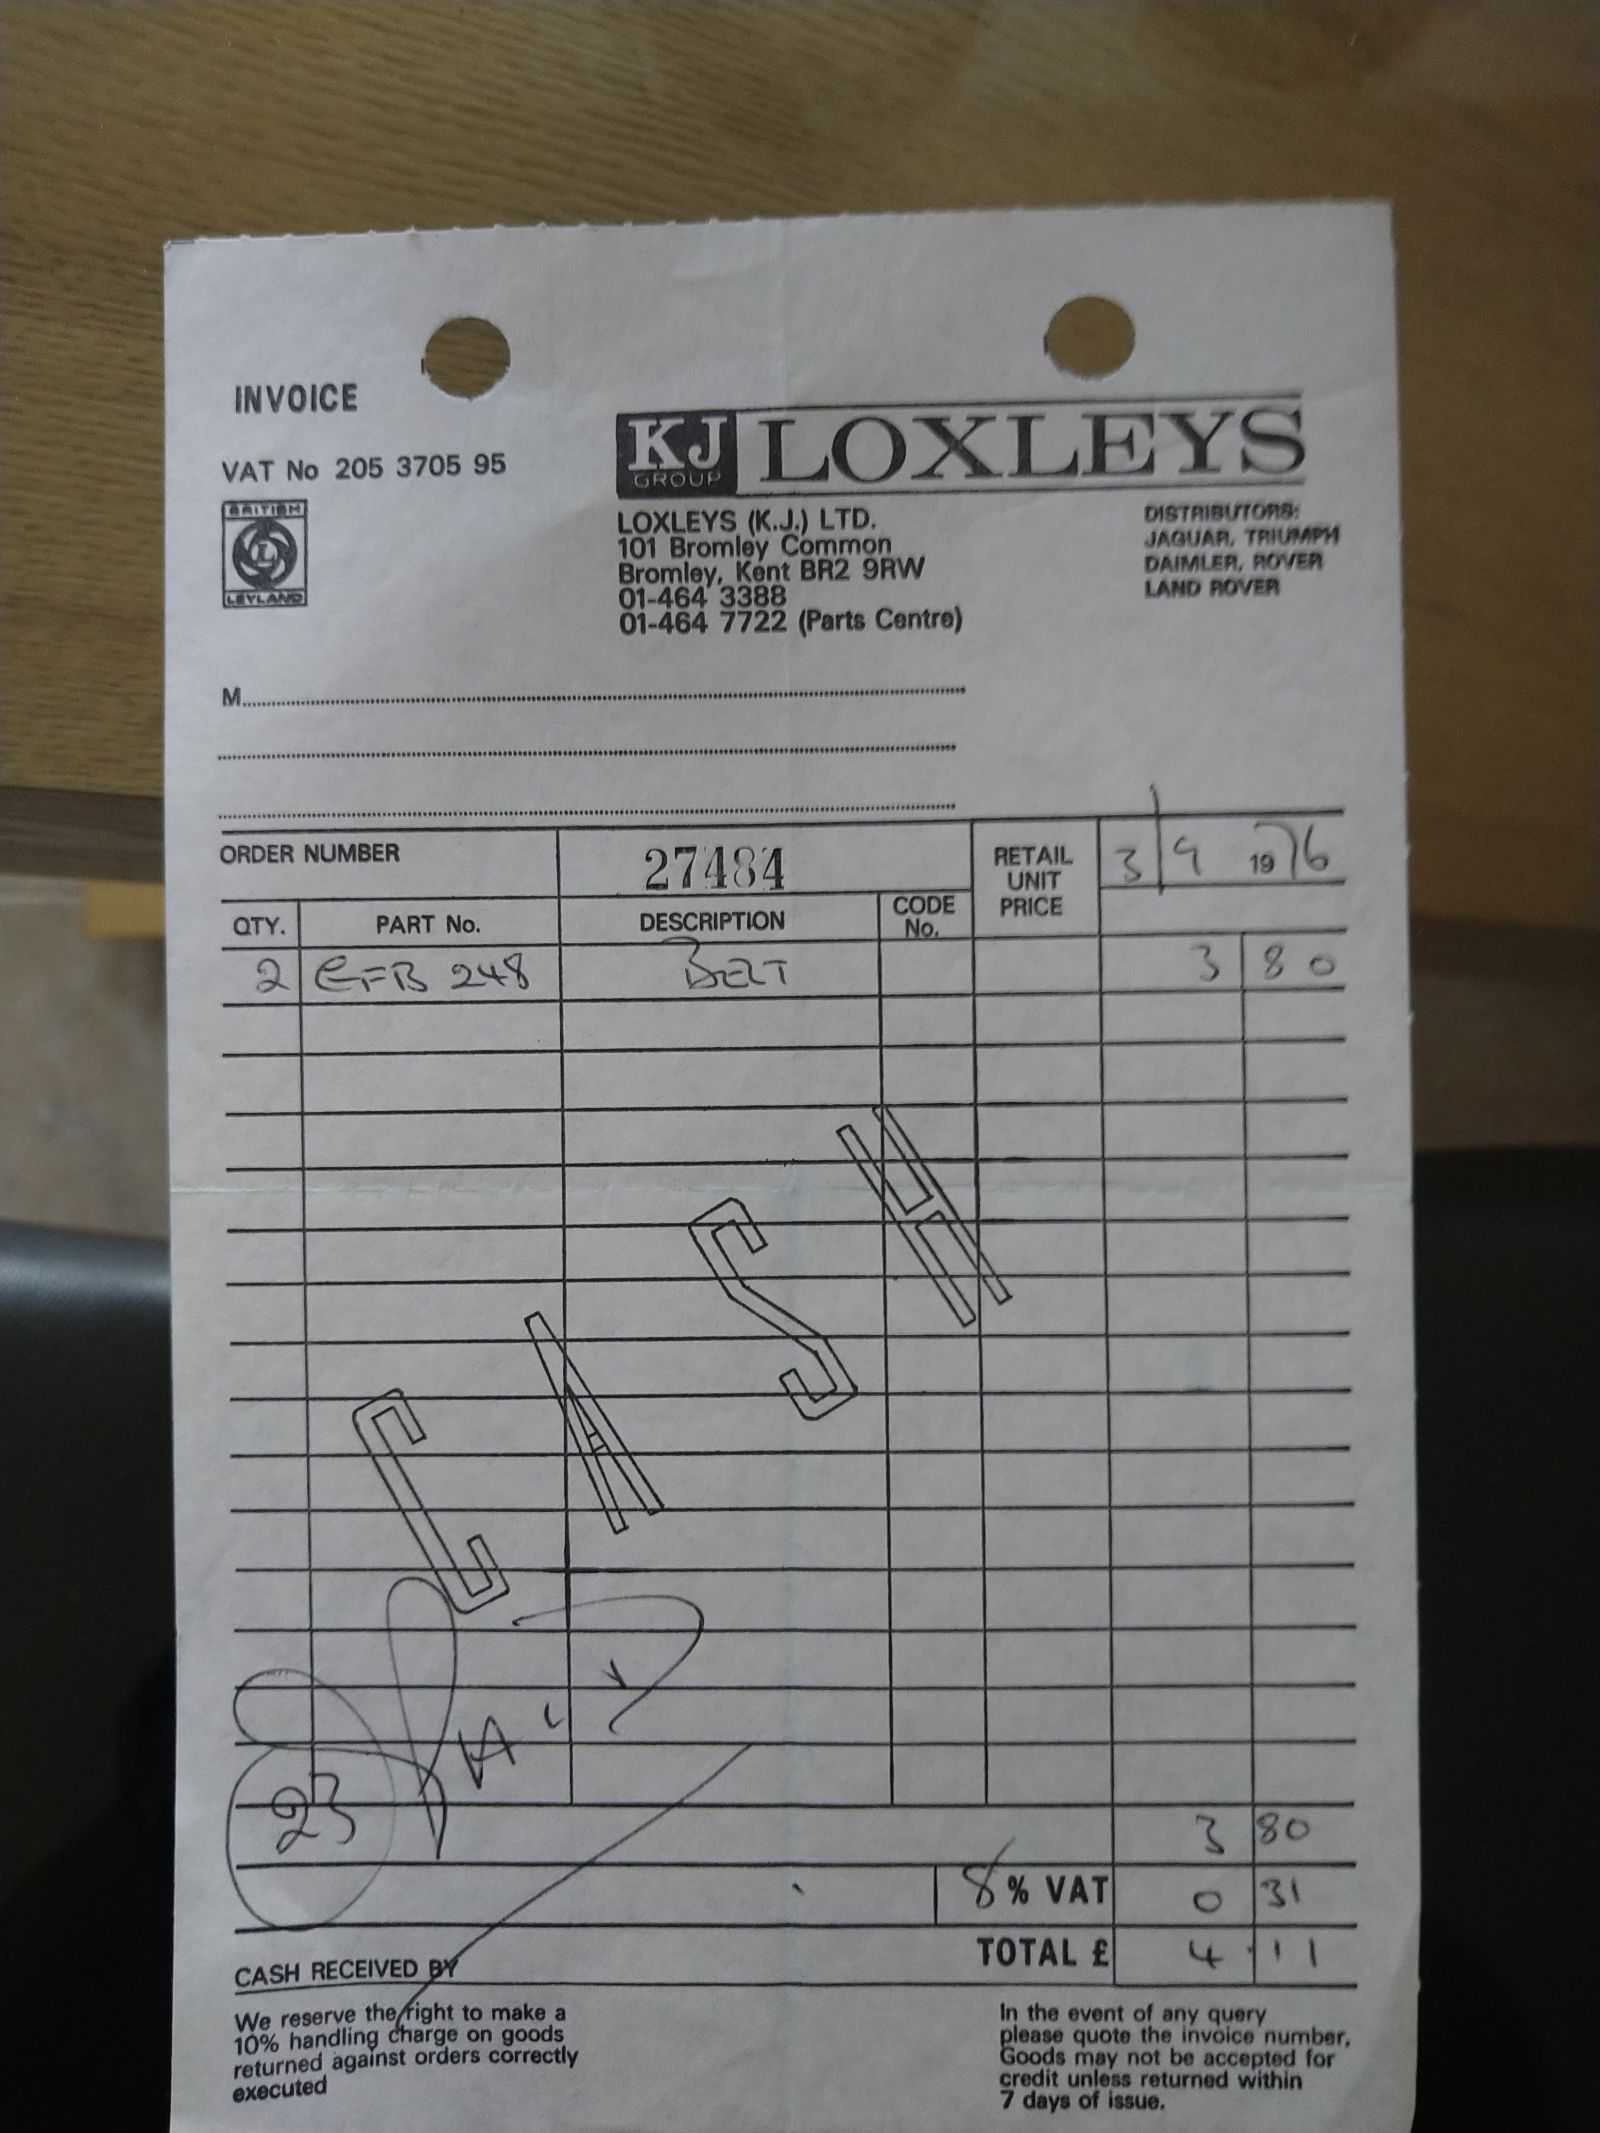 INVOICE
VAT No 205 3705 95
BRITISH
L
LEYLAND
KJ
GROUP
LOXLEYS
LOXLEYS (K.J.) LTD.
101 Bromley Common
Bromley, Kent BR2 9RW
01-464 3388
01-464 7722 (Parts Centre)
DISTRIBUTORS:
JAGUAR, TRIUMPH
DAIMLER, ROVER
LAND ROVER
M
ORDER NUMBER 27484 RETAIL UNIT PRICE 3/9 1976
QTY. PART No. DESCRIPTION CODE No.
2 GFB 248 BELT 3 80
CASH
PAID
23
3 80
8% VAT 0 31
TOTAL £ 4.11
CASH RECEIVED BY
We reserve the right to make a
10% handling charge on goods
returned against orders correctly
executed
In the event of any query
please quote the invoice number,
Goods may not be accepted for
credit unless returned within
7 days of issue.